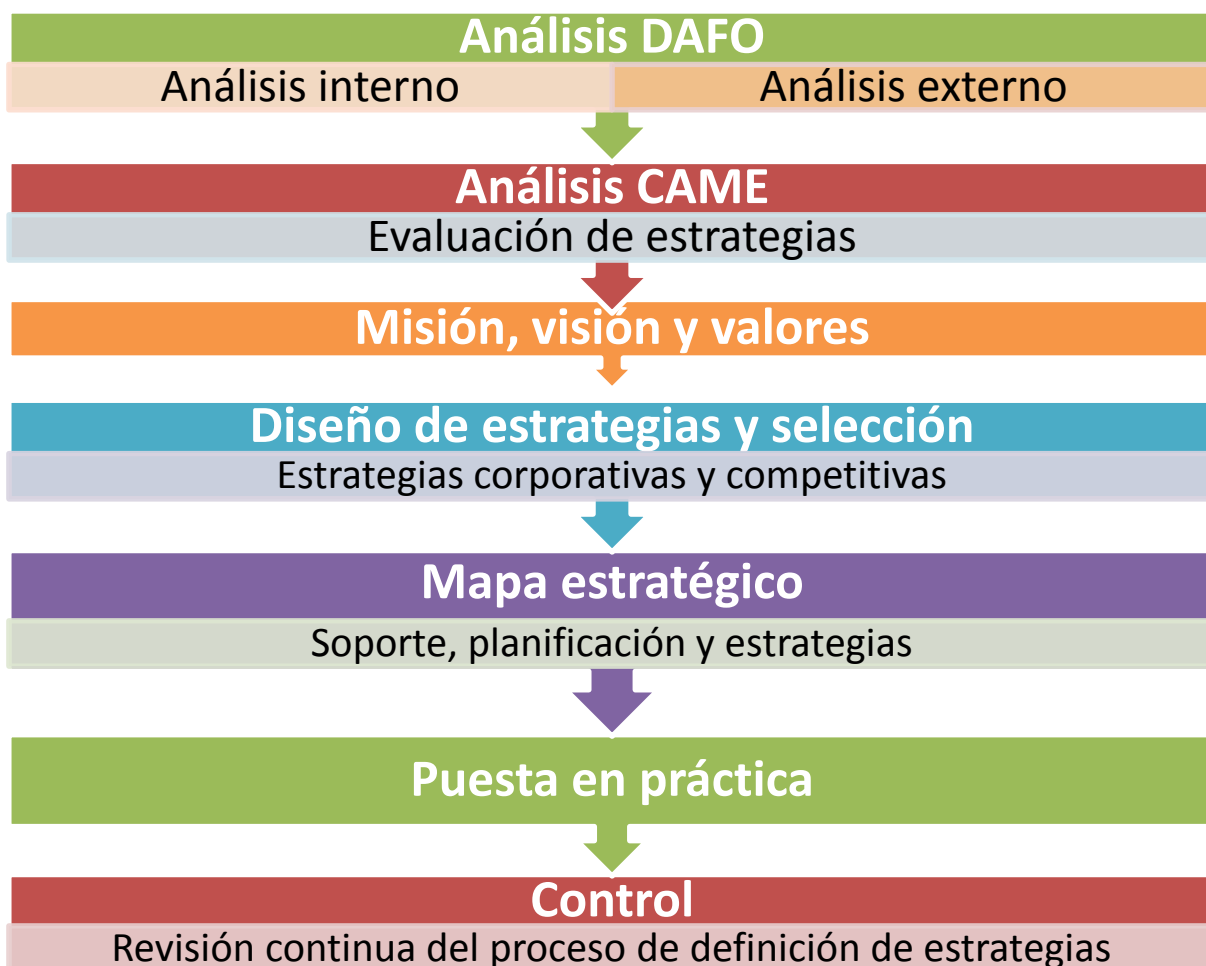 Análisis DAFO
Análisis interno
Análisis externo
Análisis CAME
Evaluación de estrategias
Misión, visión y valores
Diseño de estrategias y selección
Estrategias corporativas y competitivas
Mapa estratégico
Soporte, planificación y estrategias
Puesta en práctica
Control
Revisión continua del proceso de definición de estrategias